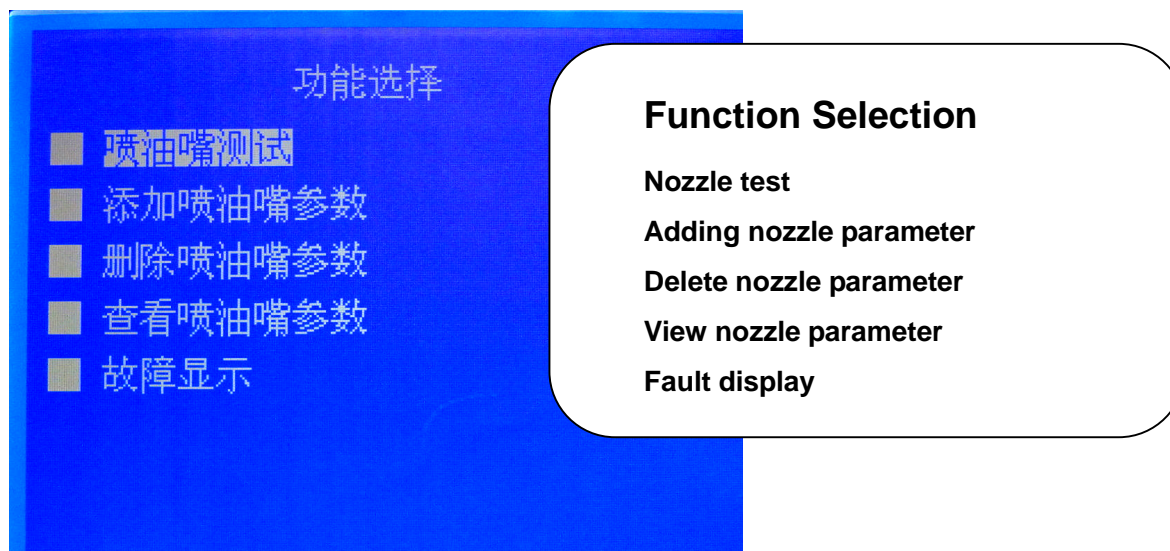 功能选择
喷油嘴测试
添加喷油嘴参数
删除喷油嘴参数
查看喷油嘴参数
故障显示
Function Selection
Nozzle test
Adding nozzle parameter
Delete nozzle parameter
View nozzle parameter
Fault display